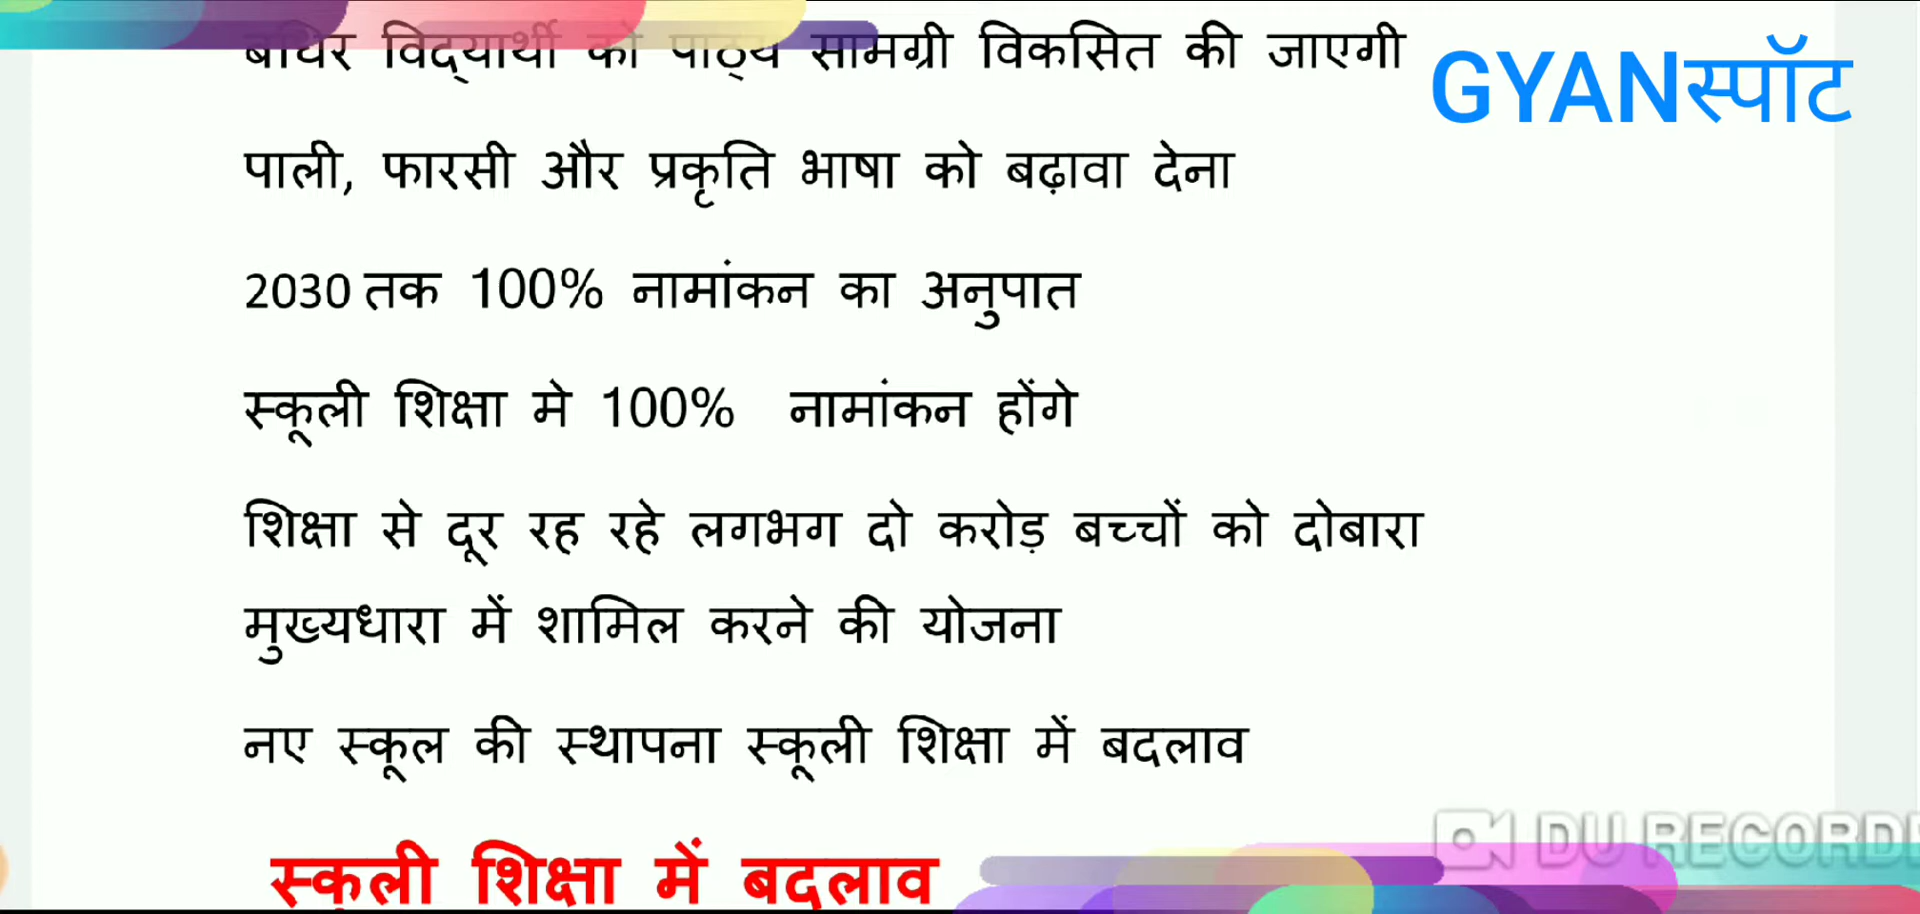 बधिर विद्यार्थी को पाठ्य सामग्री विकसित की जाएगी
GYANस्पॉट
पाली, फारसी और प्रकृति भाषा को बढ़ावा देना
2030 तक 100% नामांकन का अनुपात
स्कूली शिक्षा मे 100% नामांकन होंगे
शिक्षा से दूर रह रहे लगभग दो करोड़ बच्चों को दोबारा
मुख्यधारा में शामिल करने की योजना
नए स्कूल की स्थापना स्कूली शिक्षा में बदलाव
DU RECORD
स्कूली शिक्षा में बदलाव